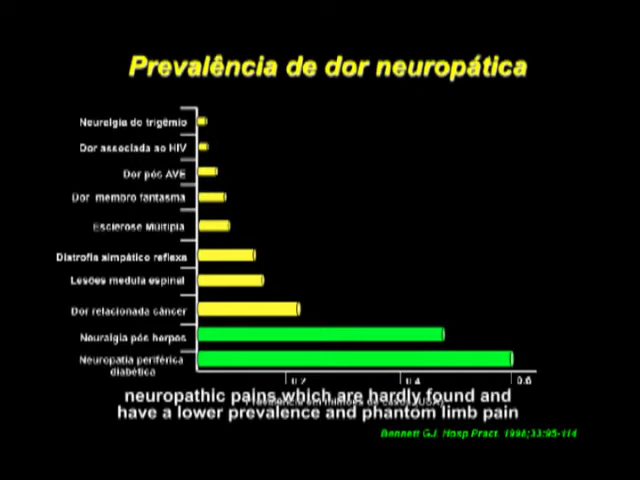 Prevalência de dor neuropática
Neuralgia do trigêmio
Dor associada ao HIV
Dor pós AVE
Dor membro fantasma
Esclerose Múltipla
Distrofia simpático reflexa
Lesões medula espinal
Dor relacionada câncer
Neuralgia pós herpes
Neuropatia periférica
diabética
0.2 0.4 0.6
neuropathic pains which are hardly found and
have a lower prevalence and phantom limb pain
Bennett GJ. Hosp Pract. 1998;33:95-114